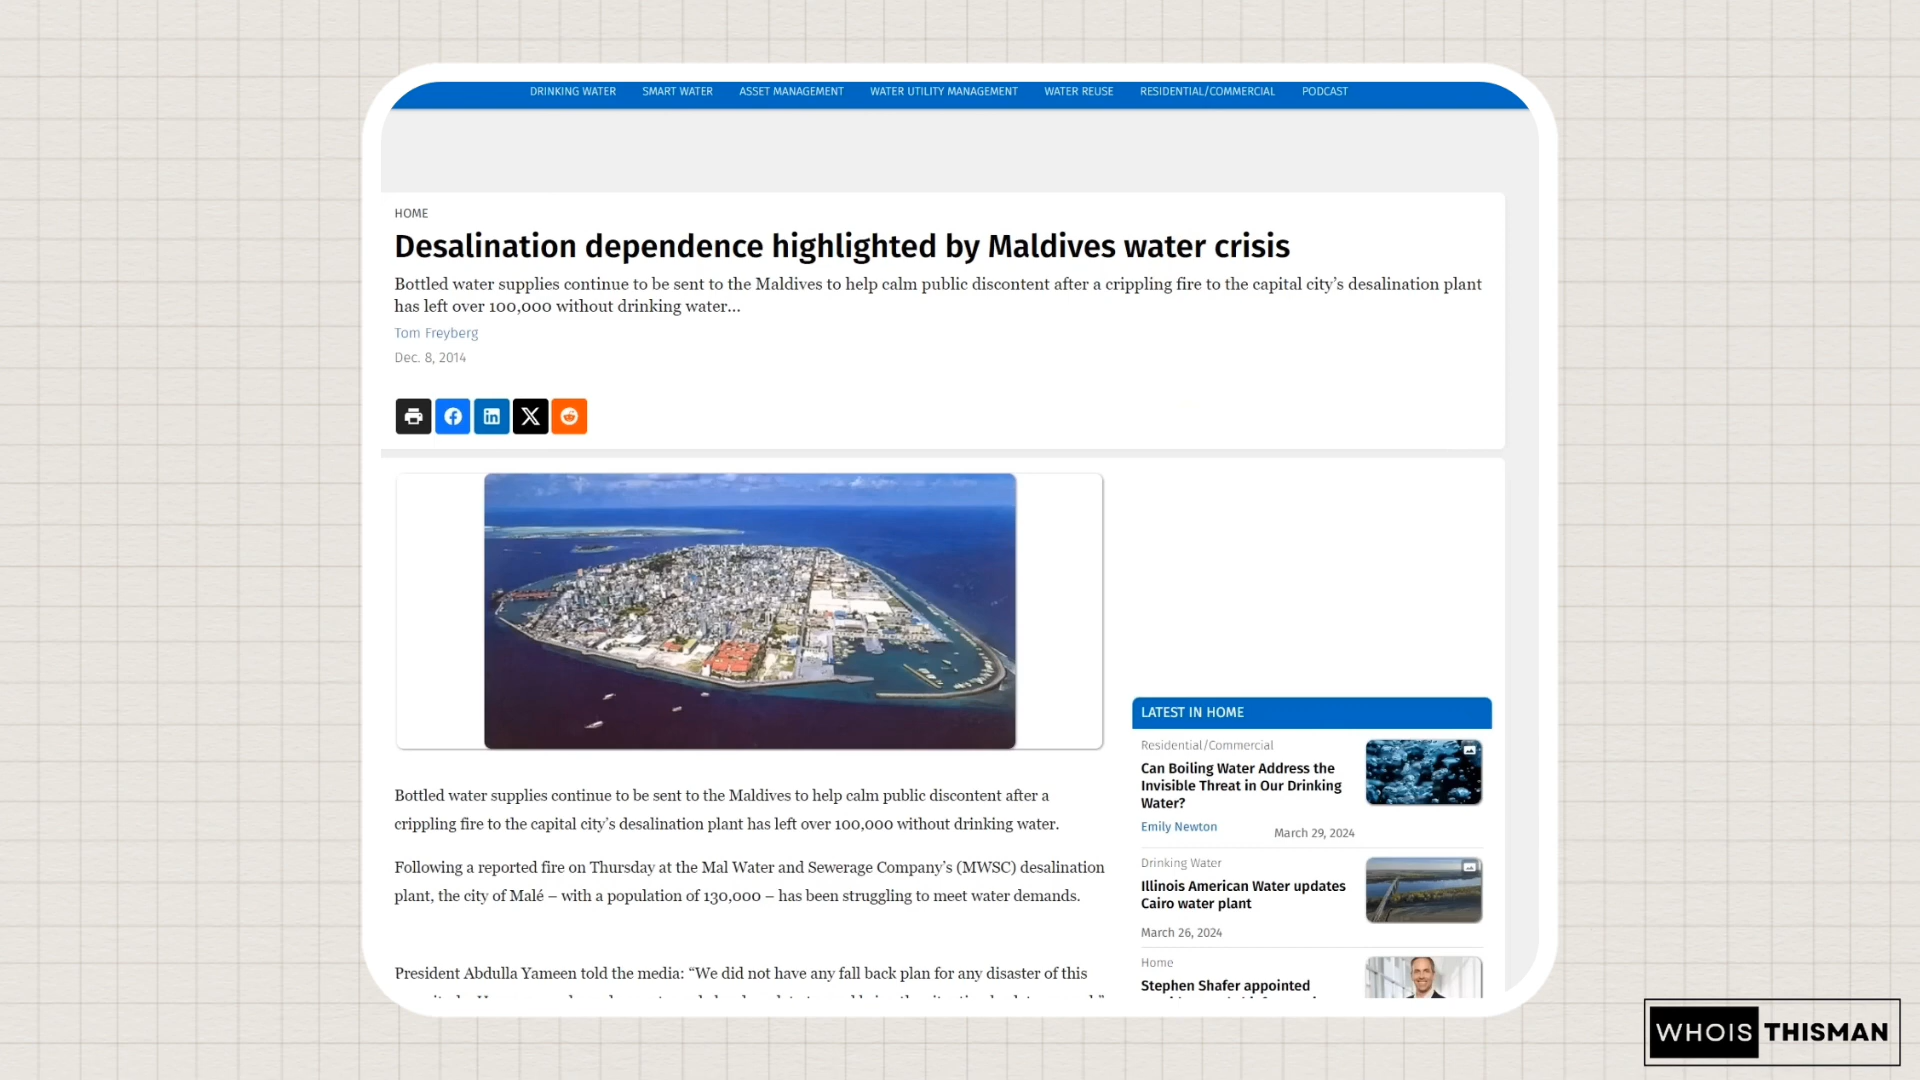 DRINKING WATER SMART WATER ASSET MANAGEMENT WATER UTILITY MANAGEMENT WATER REUSE RESIDENTIAL/COMMERCIAL PODCAST
HOME
Desalination dependence highlighted by Maldives water crisis
Bottled water supplies continue to be sent to the Maldives to help calm public discontent after a crippling fire to the capital city’s desalination plant
has left over 100,000 without drinking water...
Tom Freyberg
Dec. 8, 2014
Bottled water supplies continue to be sent to the Maldives to help calm public discontent after a
crippling fire to the capital city’s desalination plant has left over 100,000 without drinking water.
Following a reported fire on Thursday at the Mal Water and Sewerage Company’s (MWSC) desalination
plant, the city of Malé – with a population of 130,000 – has been struggling to meet water demands.
President Abdulla Yameen told the media: “We did not have any fall back plan for any disaster of this
LATEST IN HOME
Residential/Commercial
Can Boiling Water Address the
Invisible Threat in Our Drinking
Water?
Emily Newton March 29, 2024
Drinking Water
Illinois American Water updates
Cairo water plant
March 26, 2024
Home
Stephen Shafer appointed
WHOIS THISMAN